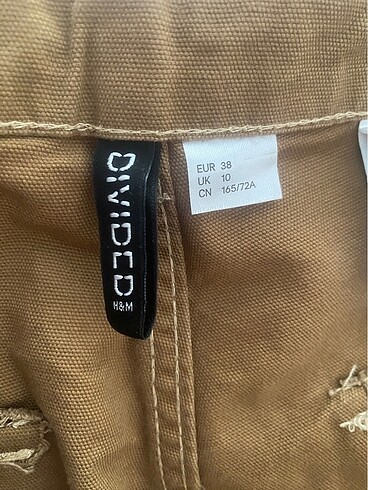 DIVIDED
H&M
EUR 38
UK 10
CN 165/72A